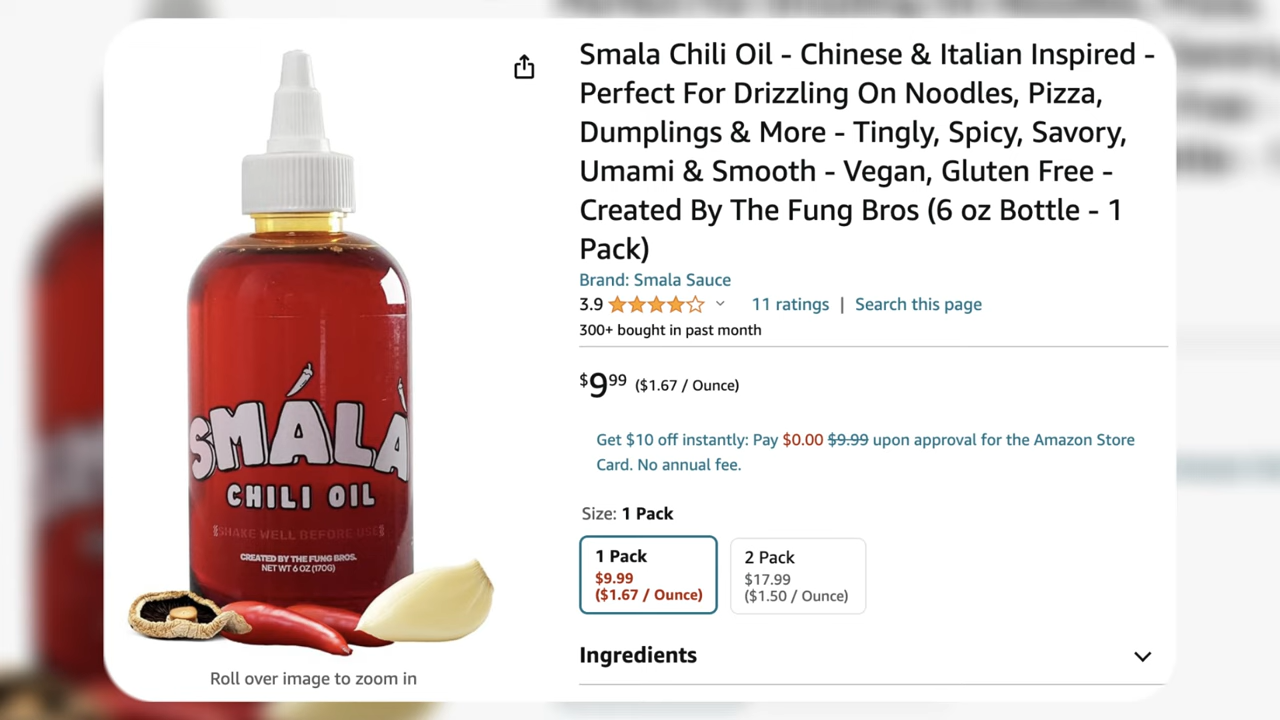 Smala Chili Oil - Chinese & Italian Inspired -
Perfect For Drizzling On Noodles, Pizza,
Dumplings & More - Tingly, Spicy, Savory,
Umami & Smooth - Vegan, Gluten Free -
Created By The Fung Bros (6 oz Bottle - 1
Pack)
Brand: Smala Sauce
3.9 11 ratings | Search this page
300+ bought in past month
$9.99 ($1.67 / Ounce)
Get $10 off instantly: Pay $0.00 $9.99 upon approval for the Amazon Store
Card. No annual fee.
Size: 1 Pack
1 Pack
$9.99
($1.67 / Ounce)
2 Pack
$17.99
($1.50 / Ounce)
Ingredients
SMÁLÀ
CHILI OIL
SHAKE WELL BEFORE USE
CREATED BY THE FUNG BROS.
NET WT 6 OZ (170G)
Roll over image to zoom in